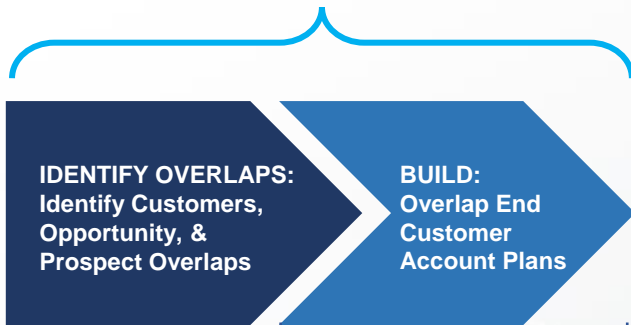 IDENTIFY OVERLAPS:
Identify Customers,
Opportunity, &
Prospect Overlaps
BUILD:
Overlap End
Customer
Account Plans